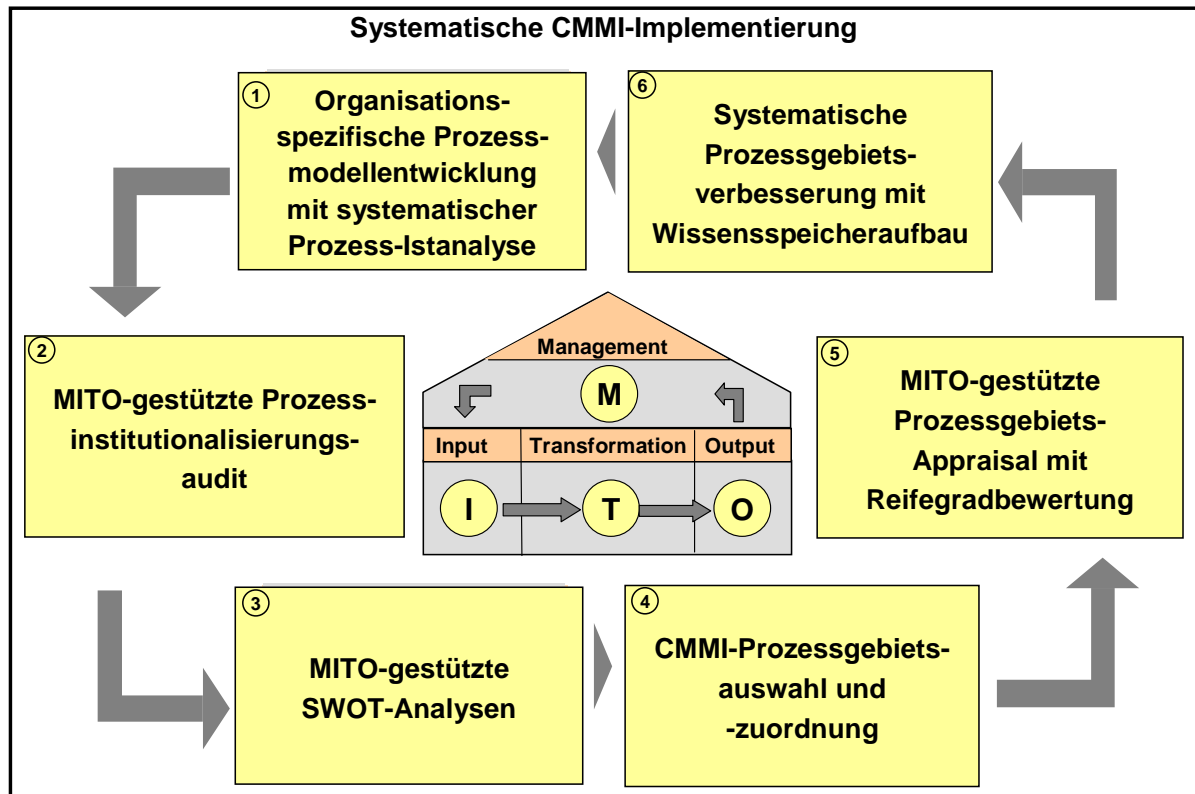 Systematische CMMI-Implementierung
1
Organisations-
spezifische Prozess-
modellentwicklung
mit systematischer
Prozess-Istanalyse
6
Systematische
Prozessgebiets-
verbesserung mit
Wissensspeicheraufbau
2
MITO-gestützte Prozess-
institutionalisierungs-
audit
Management
M
Input Transformation Output
I T O
5
MITO-gestützte
Prozessgebiets-
Appraisal mit
Reifegradbewertung
3
MITO-gestützte
SWOT-Analysen
4
CMMI-Prozessgebiets-
auswahl und
-zuordnung